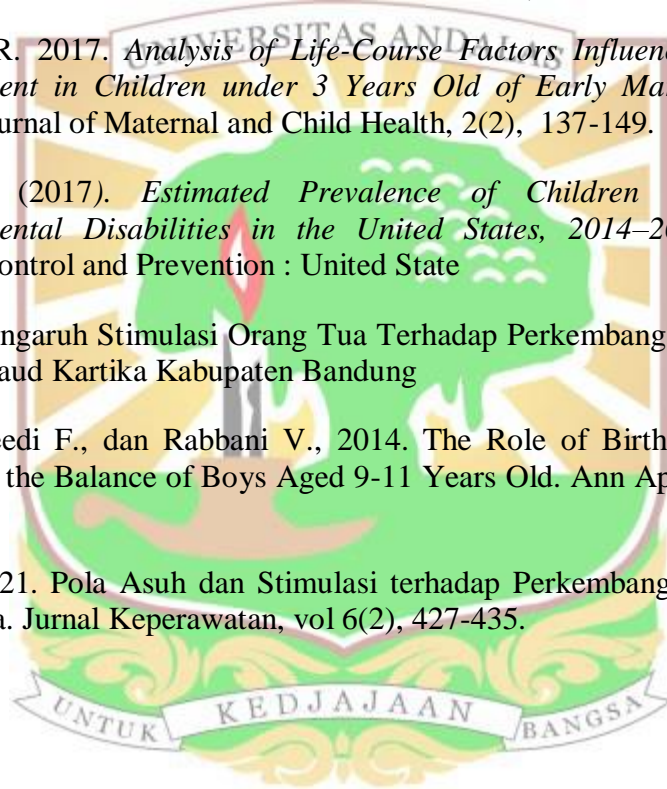 UNIVERSITAS ANDALAS
R. 2017. Analysis of Life-Course Factors Influenc
ent in Children under 3 Years Old of Early Ma
urnal of Maternal and Child Health, 2(2), 137-149.
(2017). Estimated Prevalence of Children
ental Disabilities in the United States, 2014–2
ontrol and Prevention : United State
ngaruh Stimulasi Orang Tua Terhadap Perkembang
aud Kartika Kabupaten Bandung
eedi F., dan Rabbani V., 2014. The Role of Birth
the Balance of Boys Aged 9-11 Years Old. Ann Ap
21. Pola Asuh dan Stimulasi terhadap Perkembang
a. Jurnal Keperawatan, vol 6(2), 427-435.
UNTUK KEDJAJAAN BANGSA